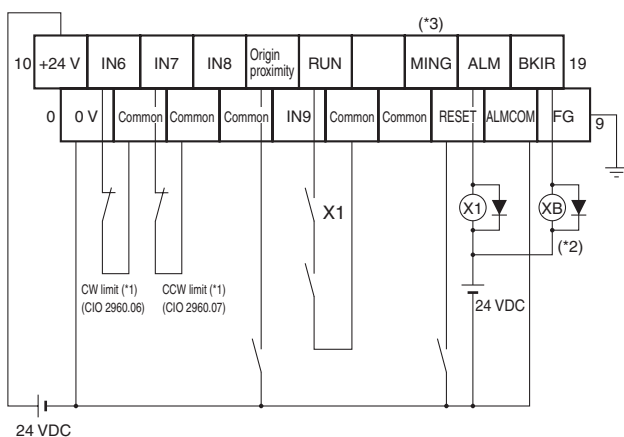 (*3)
10 +24 V IN6 IN7 IN8 Origin proximity RUN MING ALM BKIR 19
0 0 V Common Common Common IN9 Common Common RESET ALMCOM FG 9
X1
X1 XB
(*2)
CW limit (*1)
(CIO 2960.06)
CCW limit (*1)
(CIO 2960.07)
24 VDC
24 VDC